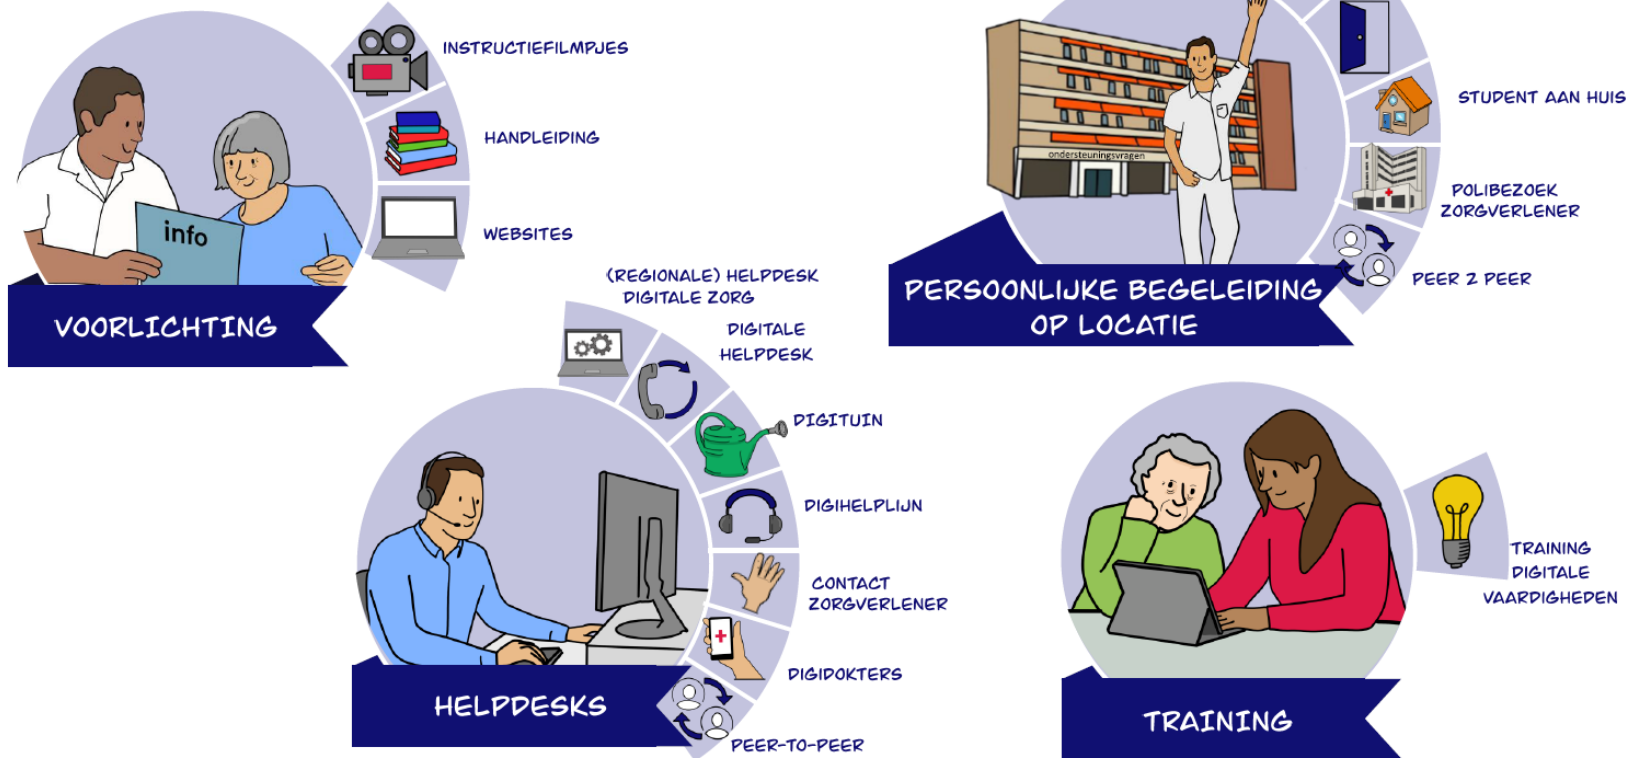 INSTRUCTIEFILMPJES
HANDLEIDING
info
WEBSITES
VOORLICHTING
ondersteuningsvragen
STUDENT AAN HUIS
POLIBEZOEK
ZORGVERLENER
PEER 2 PEER
PERSOONLIJKE BEGELEIDING
OP LOCATIE
(REGIONALE) HELPDESK
DIGITALE ZORG
DIGITALE
HELPDESK
DIGITUIN
DIGIHELPLIJN
CONTACT
ZORGVERLENER
DIGIDOKTERS
PEER-TO-PEER
HELPDESKS
TRAINING
DIGITALE
VAARDIGHEDEN
TRAINING